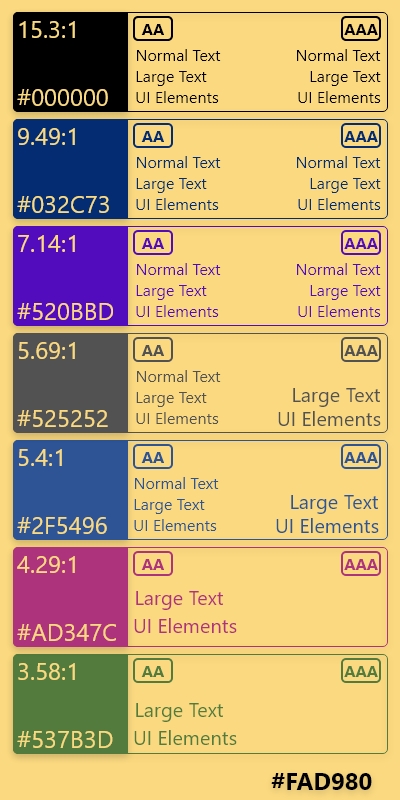 15.3:1 AA AAA
Normal Text Normal Text
Large Text Large Text
#000000 UI Elements UI Elements
9.49:1 AA AAA
Normal Text Normal Text
Large Text Large Text
#032C73 UI Elements UI Elements
7.14:1 AA AAA
Normal Text Normal Text
Large Text Large Text
#520BBD UI Elements UI Elements
5.69:1 AA AAA
Normal Text
Large Text Large Text
#525252 UI Elements UI Elements
5.4:1 AA AAA
Normal Text
Large Text Large Text
#2F5496 UI Elements UI Elements
4.29:1 AA AAA
Large Text
#AD347C UI Elements
3.58:1 AA AAA
Large Text
#537B3D UI Elements
#FAD980